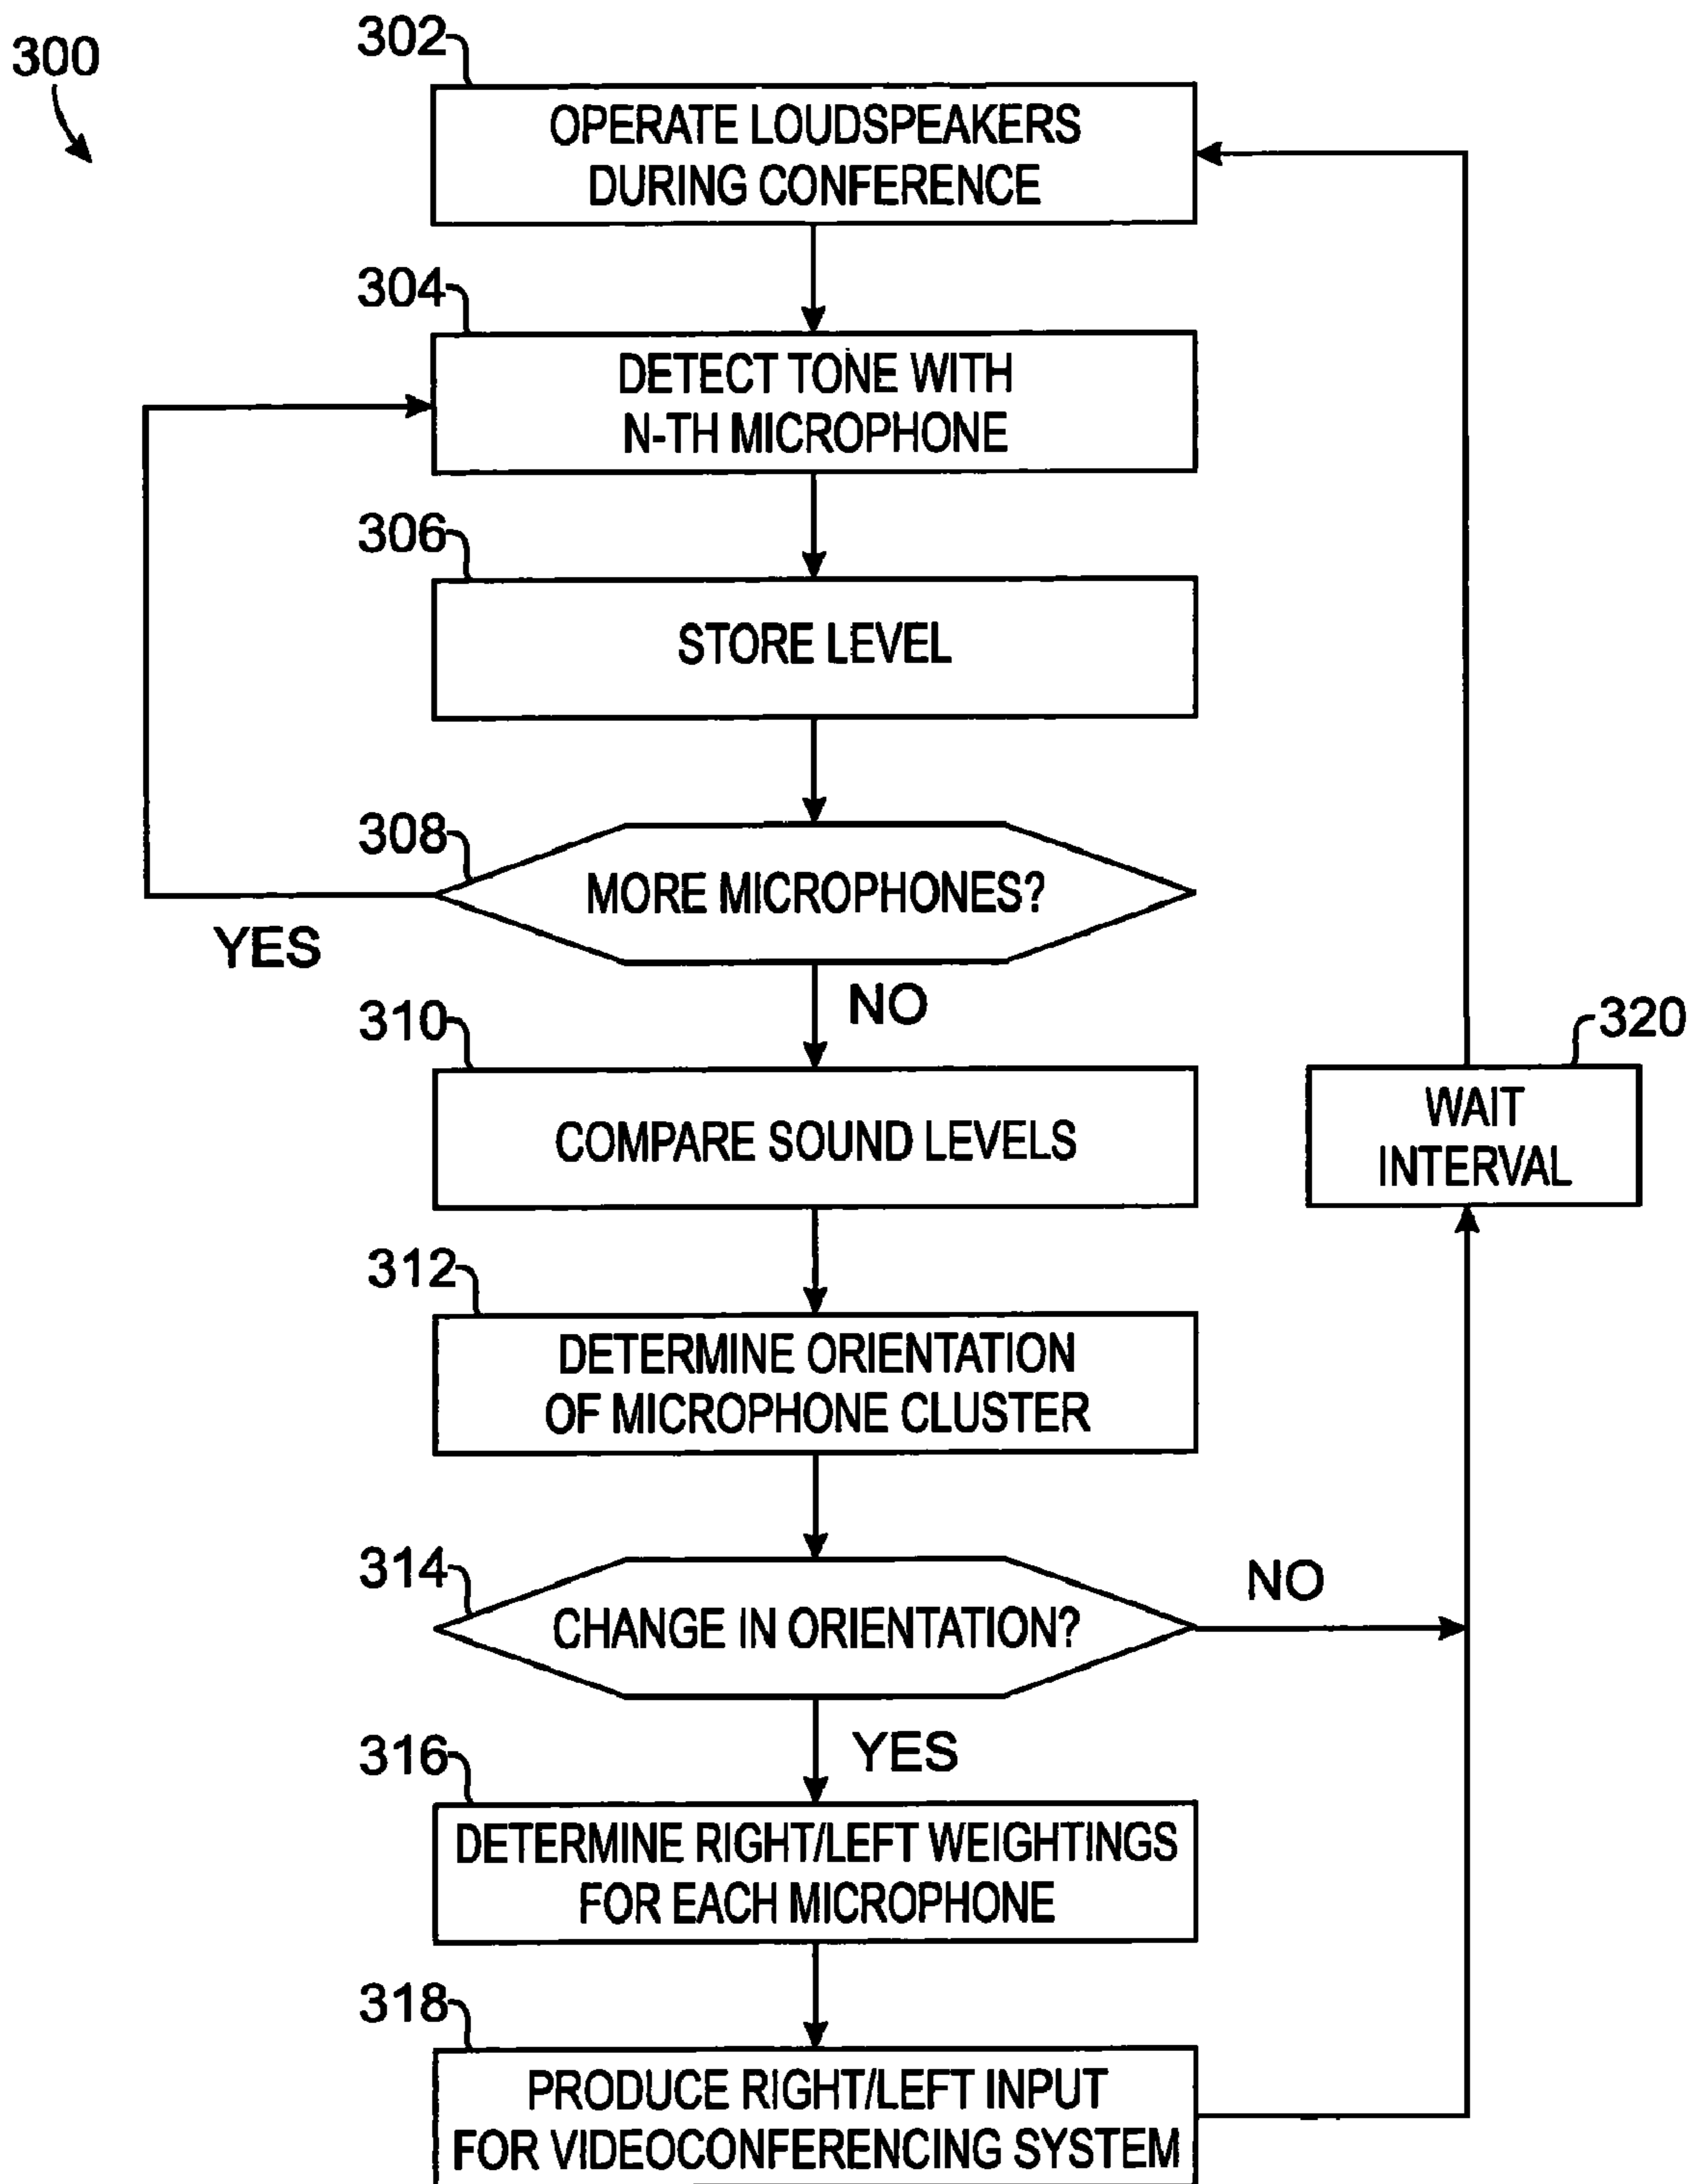 300
302
OPERATE LOUDSPEAKERS
DURING CONFERENCE
304
DETECT TONE WITH
N-TH MICROPHONE
306
STORE LEVEL
308
MORE MICROPHONES?
YES
NO
310
COMPARE SOUND LEVELS
320
WAIT
INTERVAL
312
DETERMINE ORIENTATION
OF MICROPHONE CLUSTER
314
CHANGE IN ORIENTATION?
NO
YES
316
DETERMINE RIGHT/LEFT WEIGHTINGS
FOR EACH MICROPHONE
318
PRODUCE RIGHT/LEFT INPUT
FOR VIDEOCONFERENCING SYSTEM